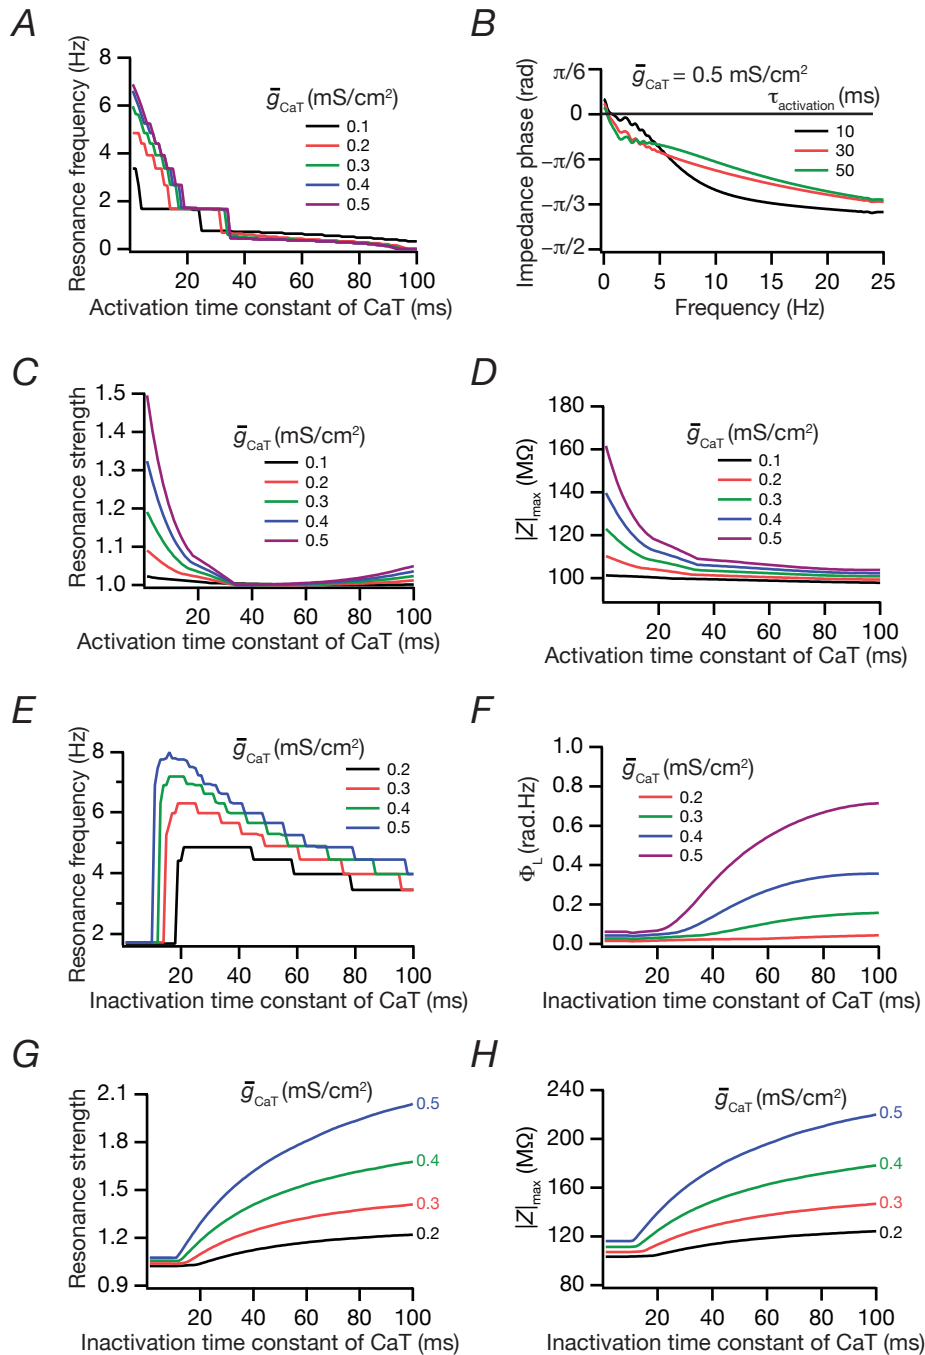 A
Resonance frequency (Hz)
8
6
4
2
0
20 40 60 80 100
Activation time constant of CaT (ms)
g̅CaT (mS/cm²)
0.1
0.2
0.3
0.4
0.5
B
Impedance phase (rad)
π/6
0
−π/6
−π/3
−π/2
0 5 10 15 20 25
Frequency (Hz)
g̅CaT = 0.5 mS/cm²
τactivation (ms)
10
30
50
C
Resonance strength
1.5
1.4
1.3
1.2
1.1
1.0
20 40 60 80 100
Activation time constant of CaT (ms)
g̅CaT (mS/cm²)
0.1
0.2
0.3
0.4
0.5
D
|Z|max (MΩ)
180
160
140
120
100
20 40 60 80 100
Activation time constant of CaT (ms)
g̅CaT (mS/cm²)
0.1
0.2
0.3
0.4
0.5
E
Resonance frequency (Hz)
8
6
4
2
20 40 60 80 100
Inactivation time constant of CaT (ms)
g̅CaT (mS/cm²)
0.2
0.3
0.4
0.5
F
ΦL (rad.Hz)
1.0
0.8
0.6
0.4
0.2
0.0
20 40 60 80 100
Inactivation time constant of CaT (ms)
g̅CaT (mS/cm²)
0.2
0.3
0.4
0.5
G
Resonance strength
2.1
1.8
1.5
1.2
0.9
20 40 60 80 100
Inactivation time constant of CaT (ms)
g̅CaT (mS/cm²)
0.5
0.4
0.3
0.2
H
|Z|max (MΩ)
240
200
160
120
80
20 40 60 80 100
Inactivation time constant of CaT (ms)
g̅CaT (mS/cm²)
0.5
0.4
0.3
0.2